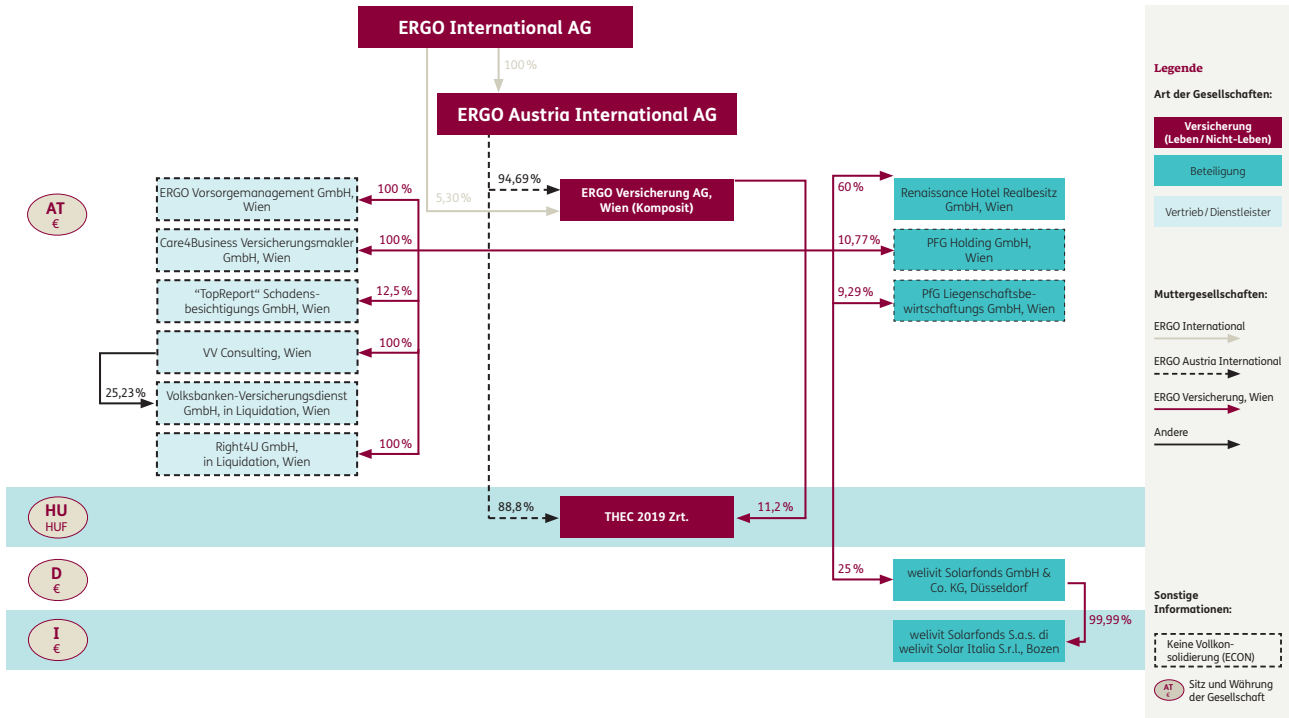 ERGO International AG
100 %
ERGO Austria International AG
AT
€
ERGO Vorsorgemanagement GmbH,
Wien
100 %
Care4Business Versicherungsmakler
GmbH, Wien
100 %
"TopReport“ Schadens-
besichtigungs GmbH, Wien
12,5 %
VV Consulting, Wien
100 %
25,23 %
Volksbanken-Versicherungsdienst
GmbH, in Liquidation, Wien
Right4U GmbH,
in Liquidation, Wien
100 %
94,69 %
5,30 %
ERGO Versicherung AG,
Wien (Komposit)
60 %
Renaissance Hotel Realbesitz
GmbH, Wien
10,77 %
PFG Holding GmbH,
Wien
9,29 %
PfG Liegenschaftsbe-
wirtschaftungs GmbH, Wien
HU
HUF
88,8 %
THEC 2019 Zrt.
11,2 %
D
€
25 %
welivit Solarfonds GmbH &
Co. KG, Düsseldorf
99,99 %
I
€
welivit Solarfonds S.a.s. di
welivit Solar Italia S.r.l., Bozen
Legende
Art der Gesellschaften:
Versicherung
(Leben / Nicht-Leben)
Beteiligung
Vertrieb / Dienstleister
Muttergesellschaften:
ERGO International
ERGO Austria International
ERGO Versicherung, Wien
Andere
Sonstige
Informationen:
Keine Vollkon-
solidierung (ECON)
AT
€
Sitz und Währung
der Gesellschaft